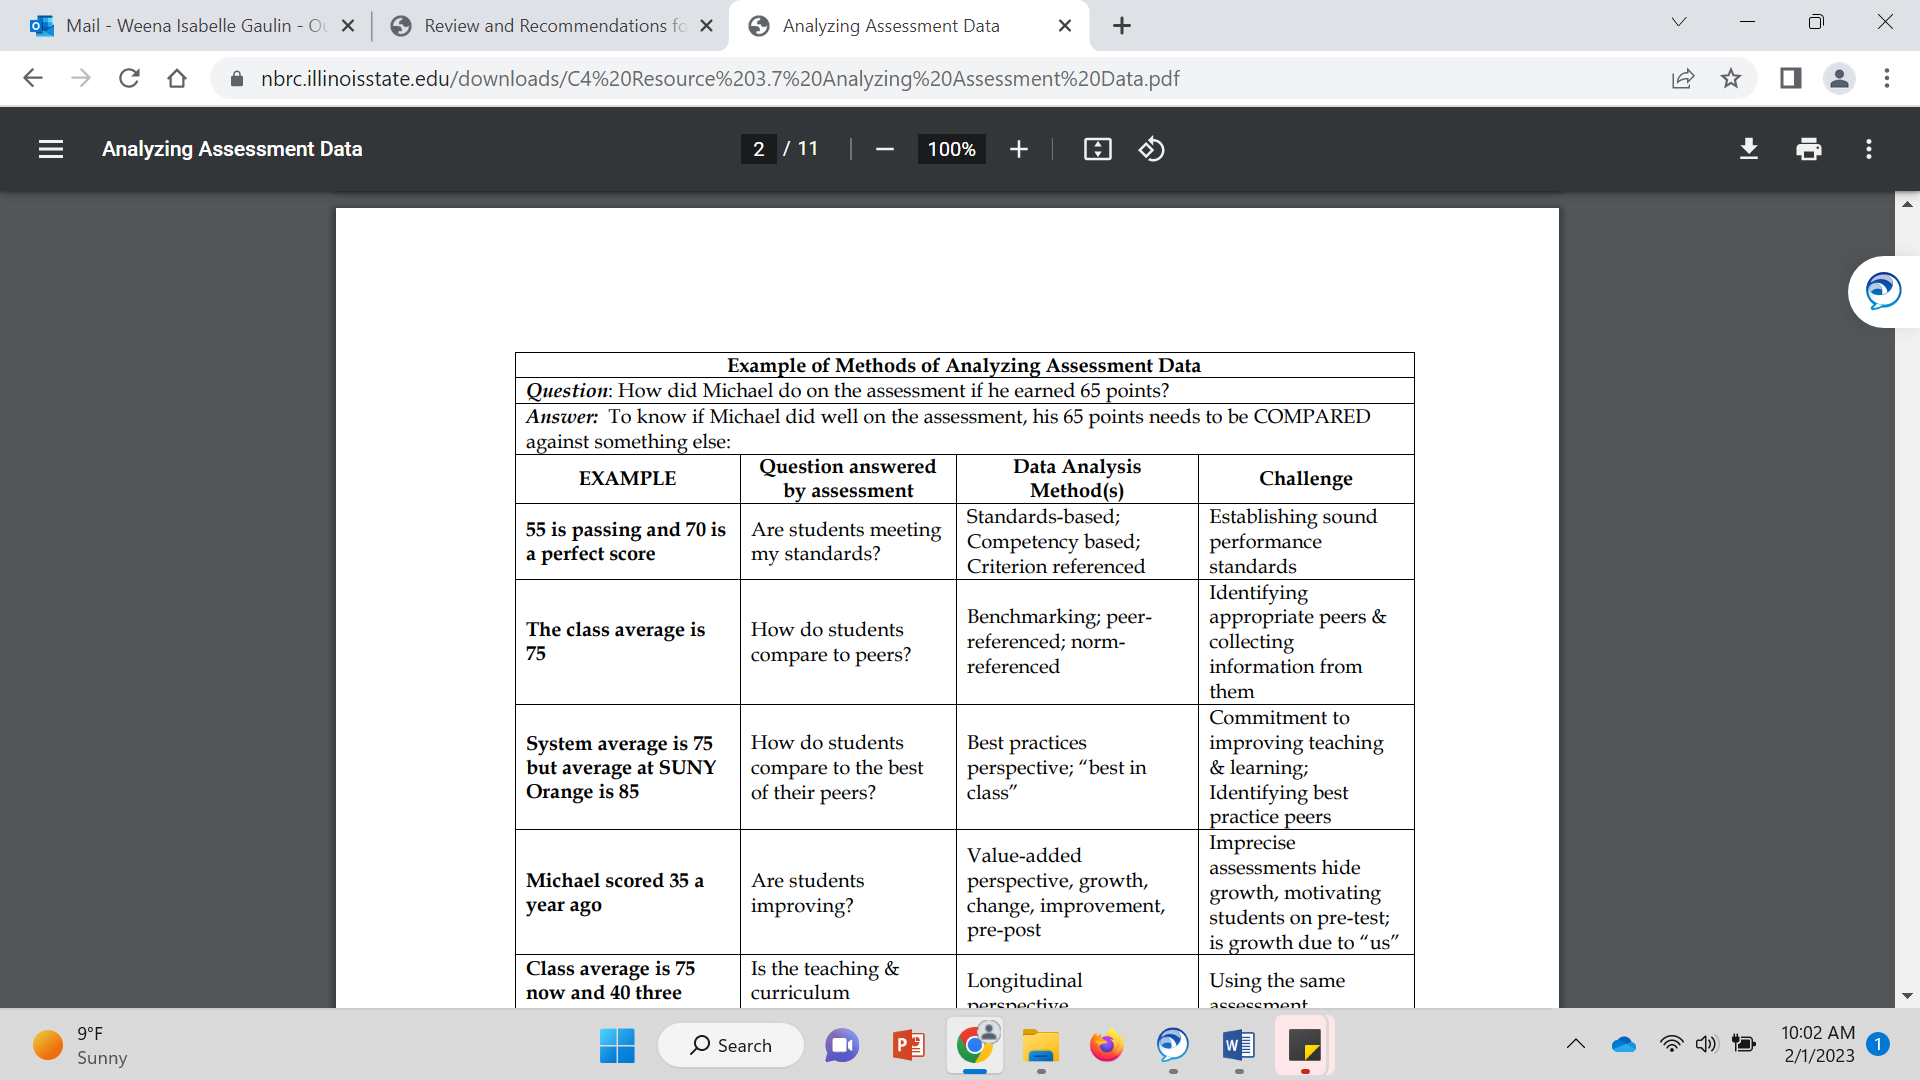 Mail - Weena Isabelle Gaulin - Ou
Review and Recommendations fo
Analyzing Assessment Data
nbrc.illinoisstate.edu/downloads/C4%20Resource%203.7%20Analyzing%20Assessment%20Data.pdf
Analyzing Assessment Data
2 / 11
100%
Example of Methods of Analyzing Assessment Data
Question: How did Michael do on the assessment if he earned 65 points?
Answer: To know if Michael did well on the assessment, his 65 points needs to be COMPARED
against something else:
EXAMPLE
Question answered
by assessment
Data Analysis
Method(s)
Challenge
55 is passing and 70 is
a perfect score
Are students meeting
my standards?
Standards-based;
Competency based;
Criterion referenced
Establishing sound
performance
standards
The class average is
75
How do students
compare to peers?
Benchmarking; peer-
referenced; norm-
referenced
Identifying
appropriate peers &
collecting
information from
them
System average is 75
but average at SUNY
Orange is 85
How do students
compare to the best
of their peers?
Best practices
perspective; “best in
class”
Commitment to
improving teaching
& learning;
Identifying best
practice peers
Michael scored 35 a
year ago
Are students
improving?
Value-added
perspective, growth,
change, improvement,
pre-post
Imprecise
assessments hide
growth, motivating
students on pre-test;
is growth due to “us”
Class average is 75
now and 40 three
Is the teaching &
curriculum
Longitudinal
perspective
Using the same
assessment
9°F
Sunny
Search
10:02 AM
2/1/2023
1